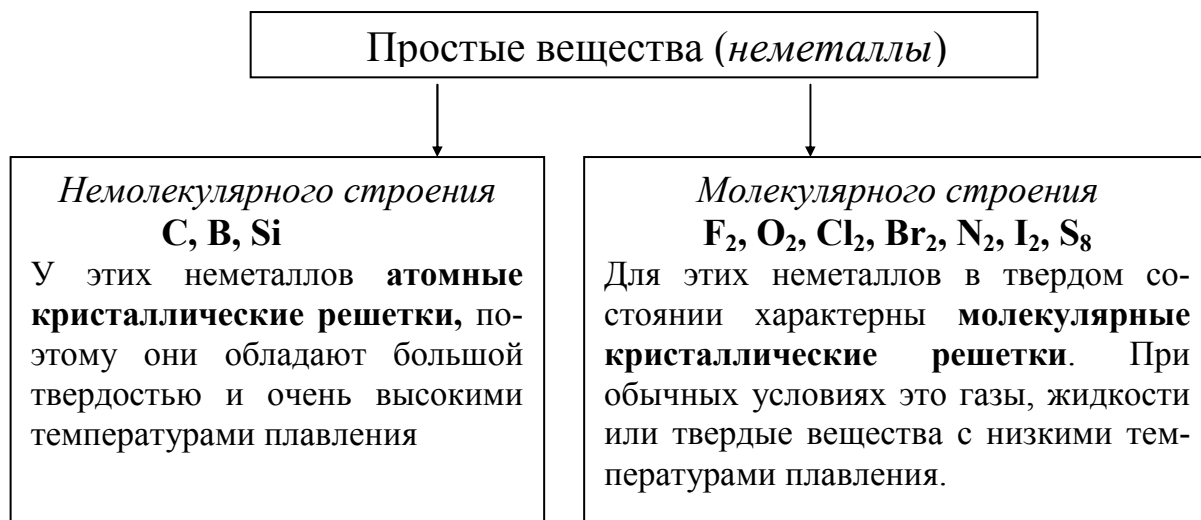 Простые вещества (неметаллы)
Немолекулярного строения
C, B, Si
У этих неметаллов атомные
кристаллические решетки, по-
этому они обладают большой
твердостью и очень высокими
температурами плавления
Молекулярного строения
F₂, O₂, Cl₂, Br₂, N₂, I₂, S₈
Для этих неметаллов в твердом со-
стоянии характерны молекулярные
кристаллические решетки. При
обычных условиях это газы, жидкости
или твердые вещества с низкими тем-
пературами плавления.